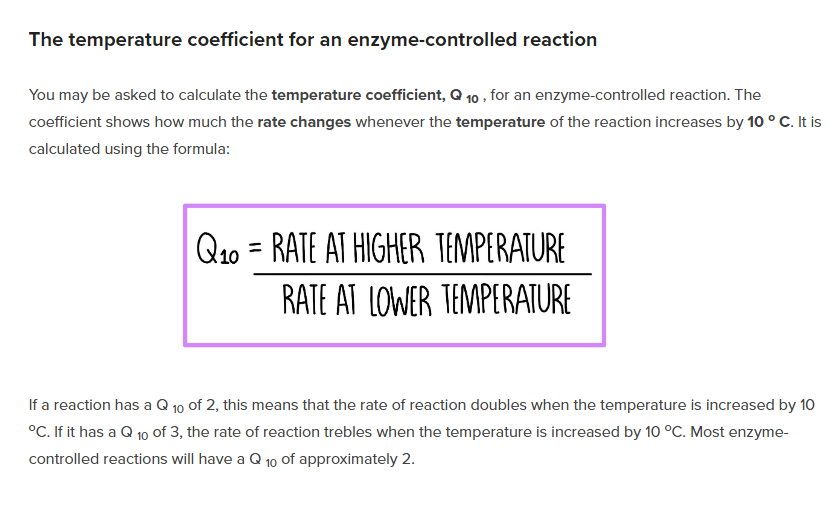 The temperature coefficient for an enzyme-controlled reaction
You may be asked to calculate the temperature coefficient, Q 10 , for an enzyme-controlled reaction. The
coefficient shows how much the rate changes whenever the temperature of the reaction increases by 10 º C. It is
calculated using the formula:
Q10 = RATE AT HIGHER TEMPERATURE
RATE AT LOWER TEMPERATURE
If a reaction has a Q 10 of 2, this means that the rate of reaction doubles when the temperature is increased by 10
ºC. If it has a Q 10 of 3, the rate of reaction trebles when the temperature is increased by 10 ºC. Most enzyme-
controlled reactions will have a Q 10 of approximately 2.